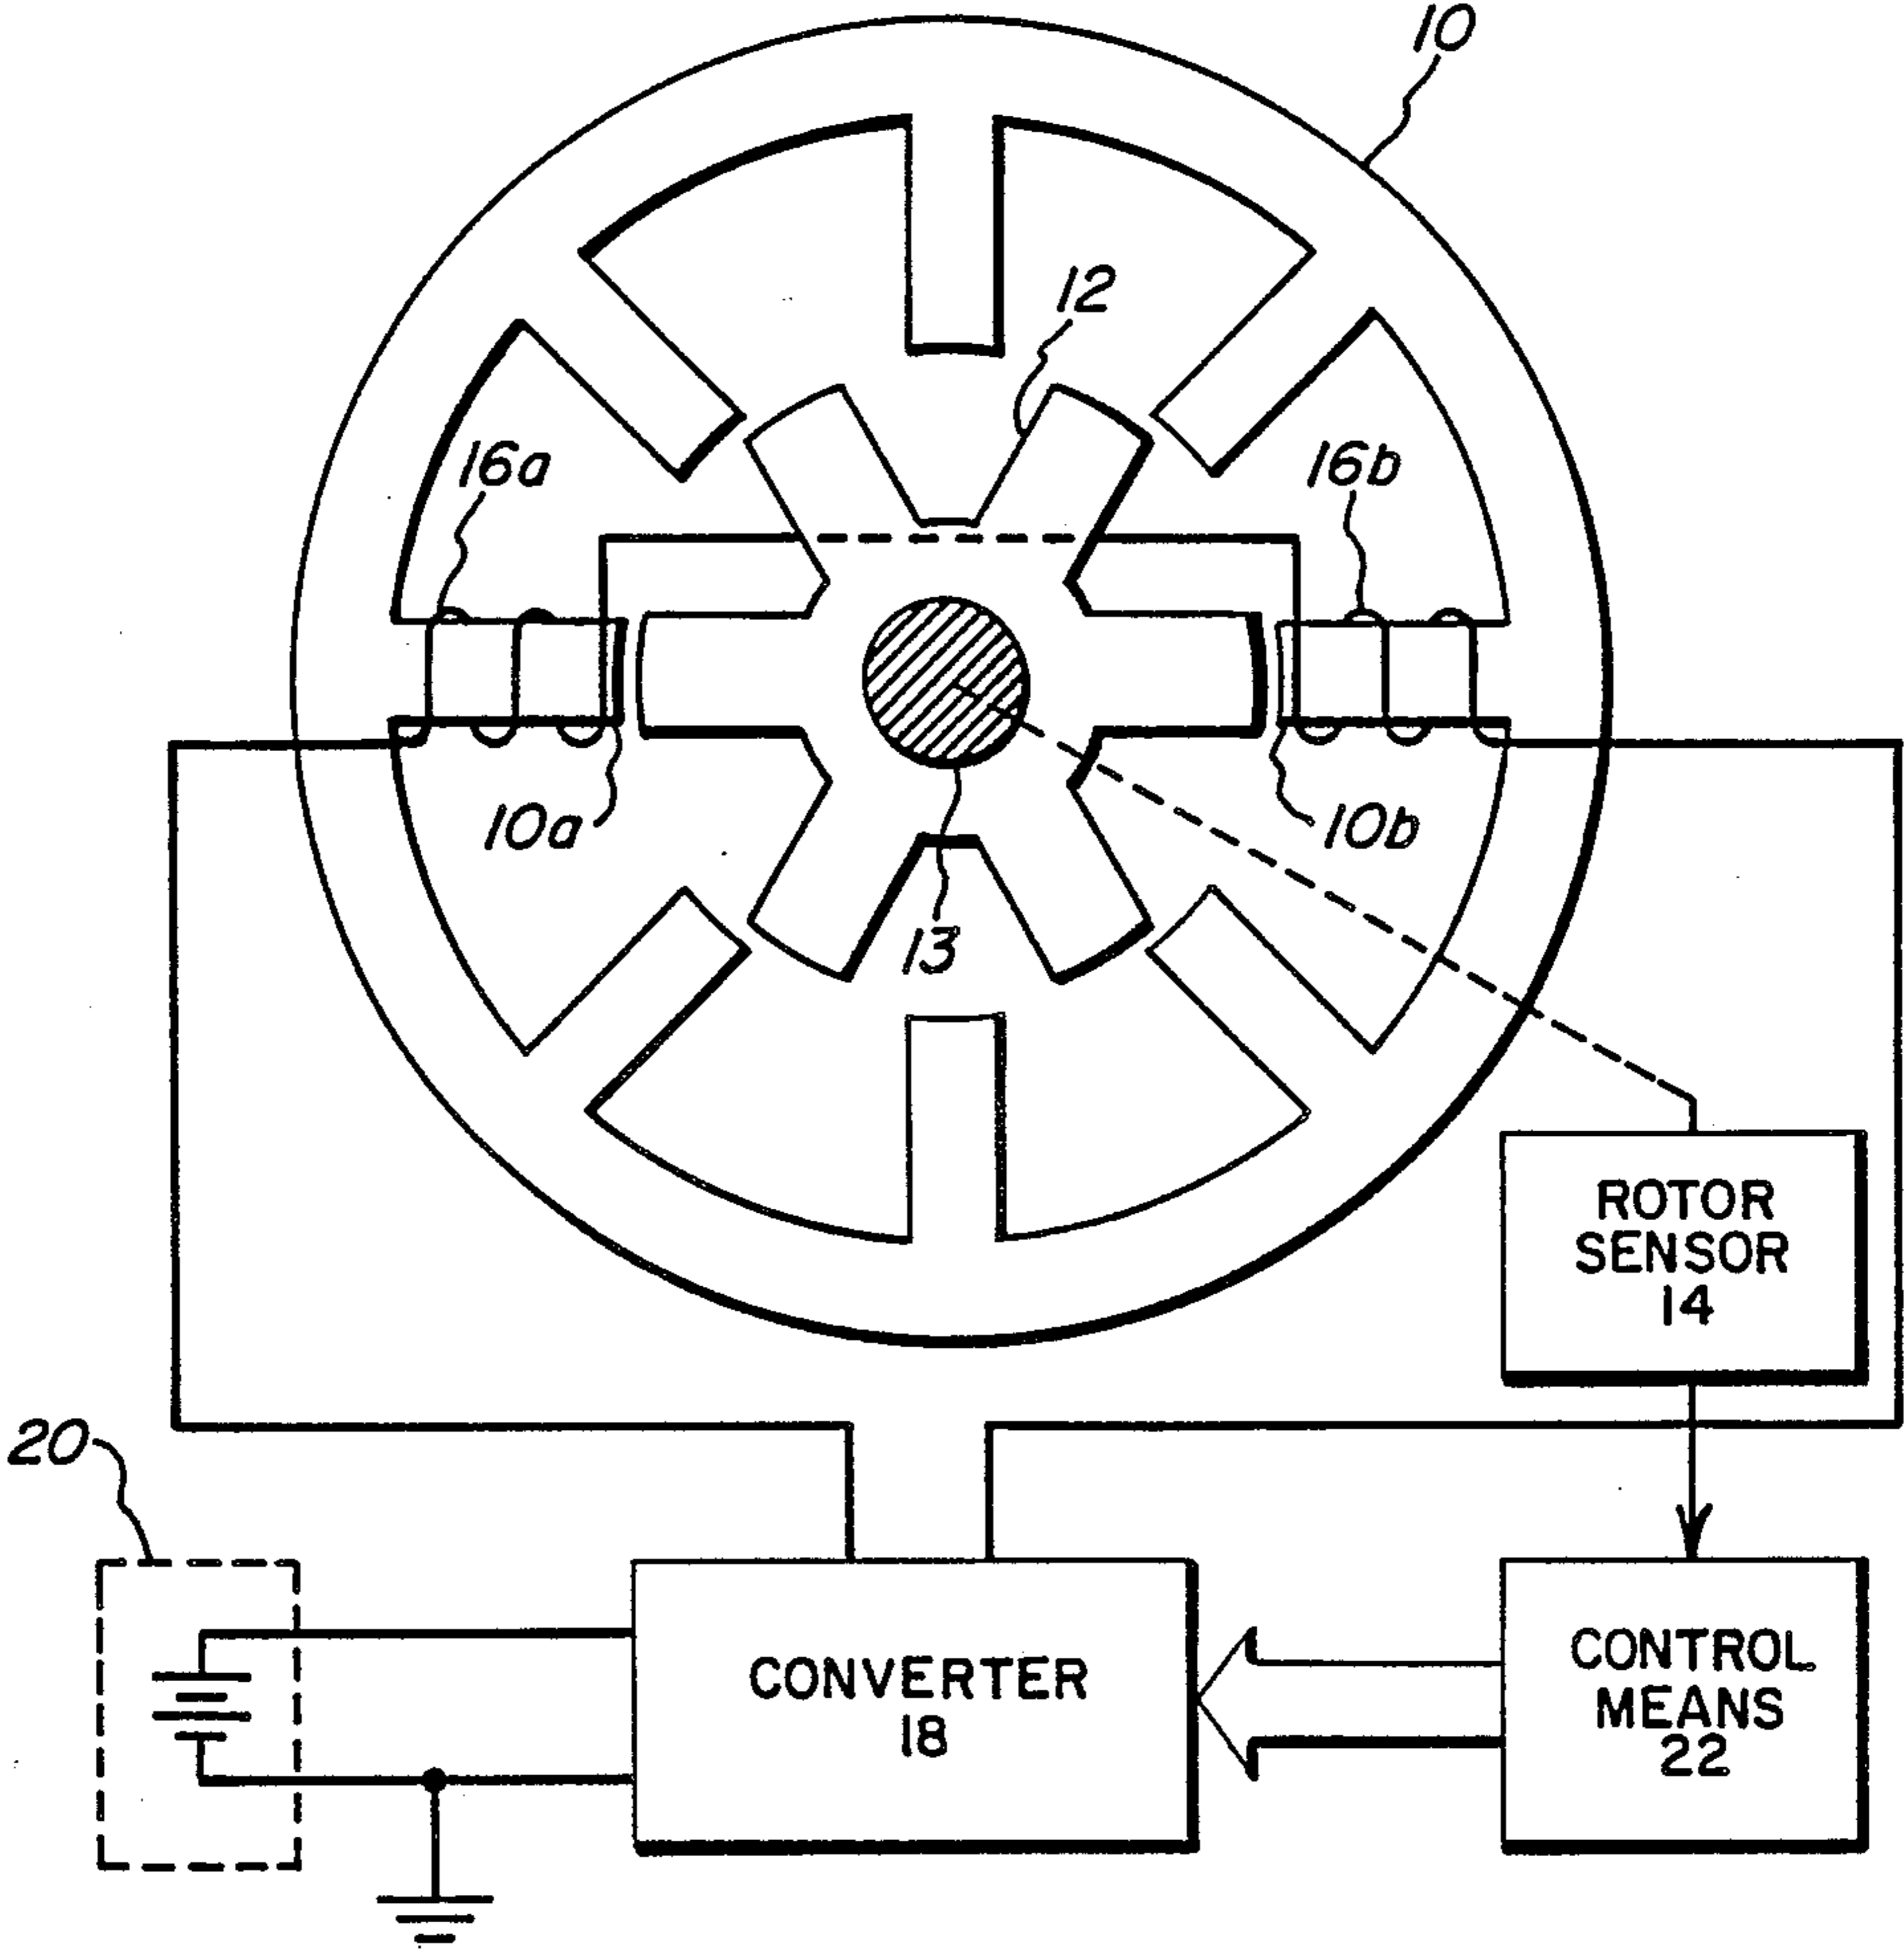 10
12
16a
16b
10a
10b
13
ROTOR
SENSOR
14
20
CONVERTER
18
CONTROL
MEANS
22